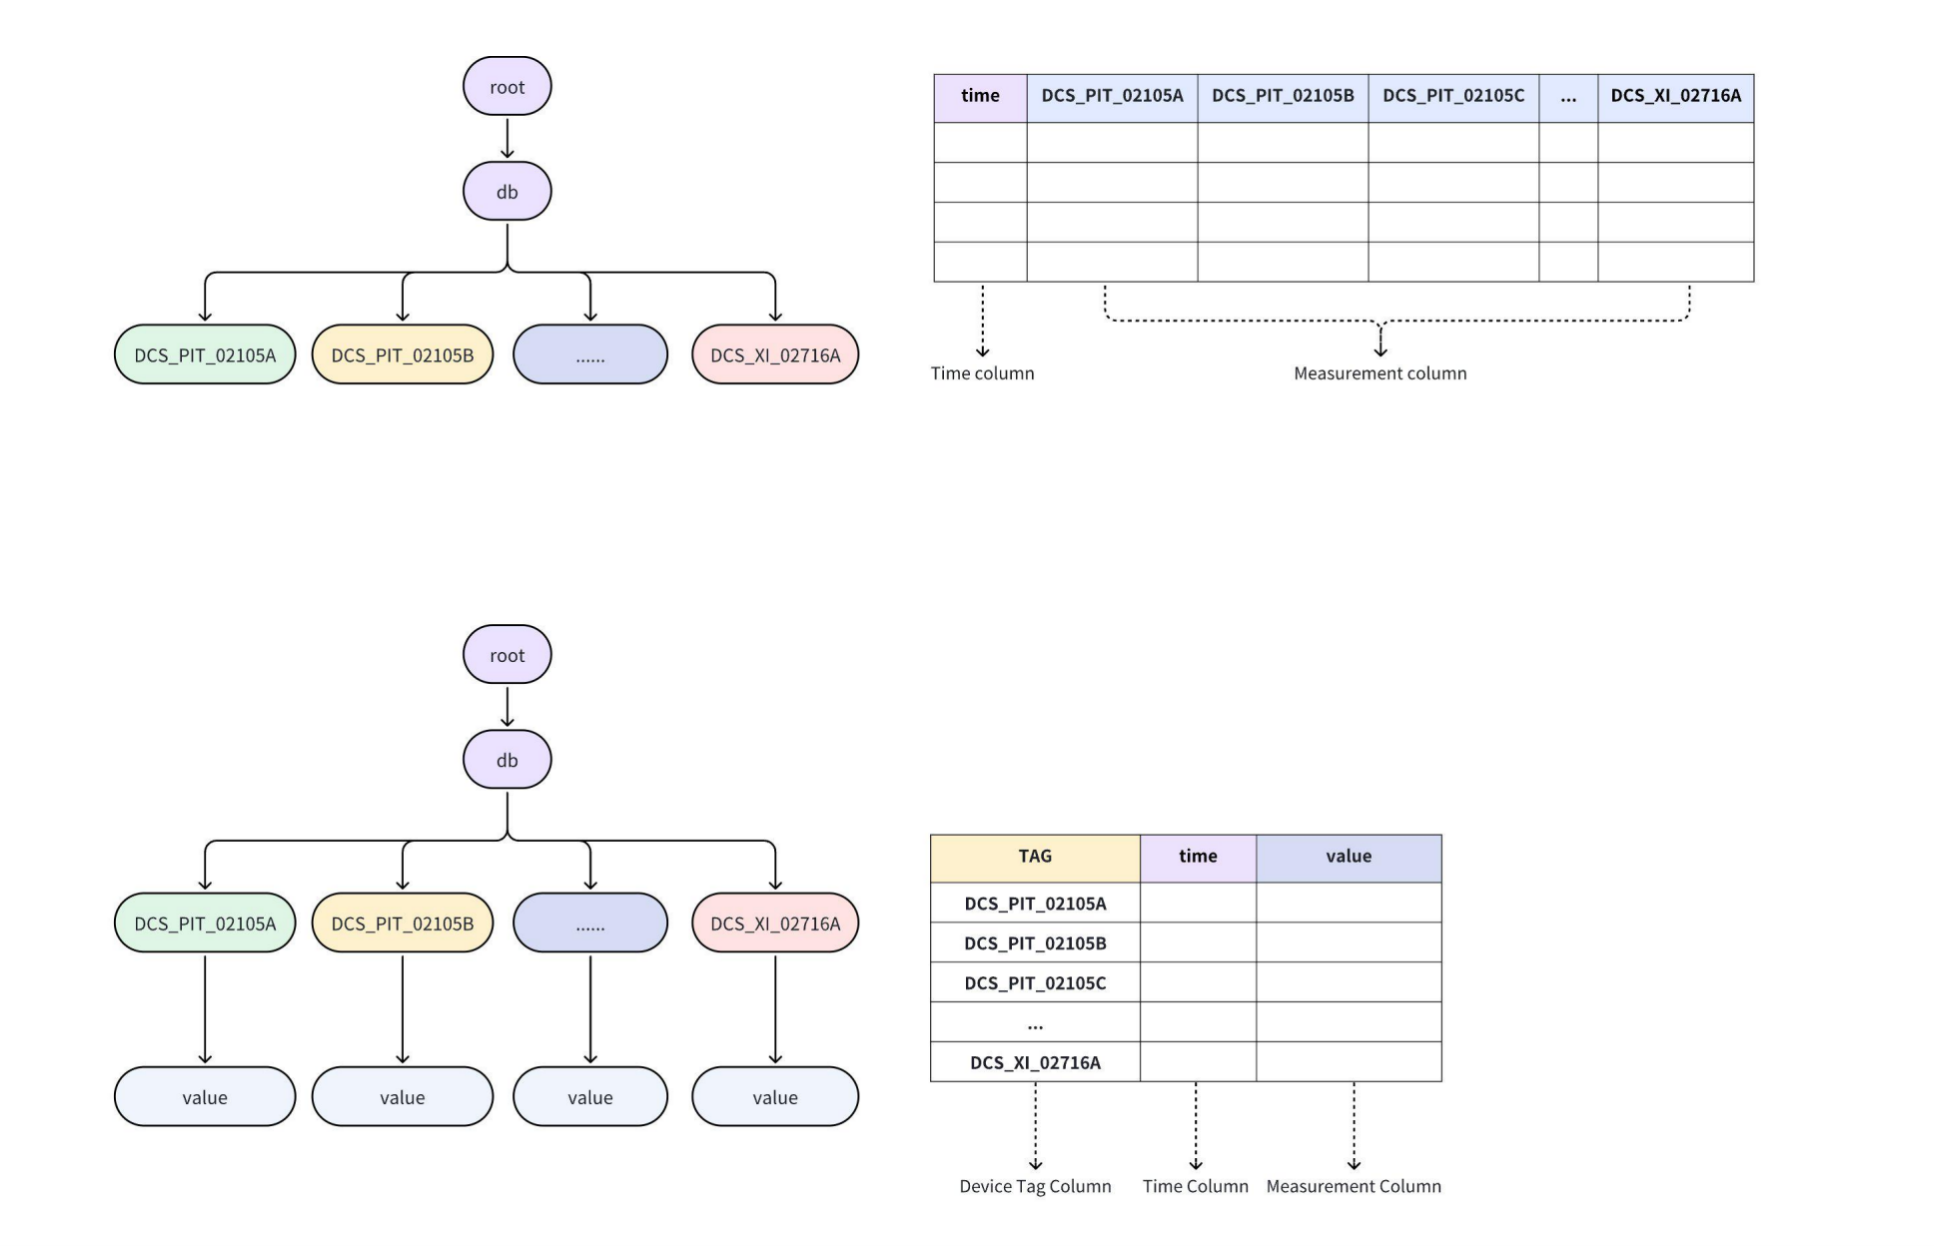 root
db
DCS_PIT_02105A
DCS_PIT_02105B
......
DCS_XI_02716A
time DCS_PIT_02105A DCS_PIT_02105B DCS_PIT_02105C ... DCS_XI_02716A
Time column
Measurement column
root
db
DCS_PIT_02105A
DCS_PIT_02105B
......
DCS_XI_02716A
value
value
value
value
TAG time value
DCS_PIT_02105A
DCS_PIT_02105B
DCS_PIT_02105C
...
DCS_XI_02716A
Device Tag Column
Time Column
Measurement Column